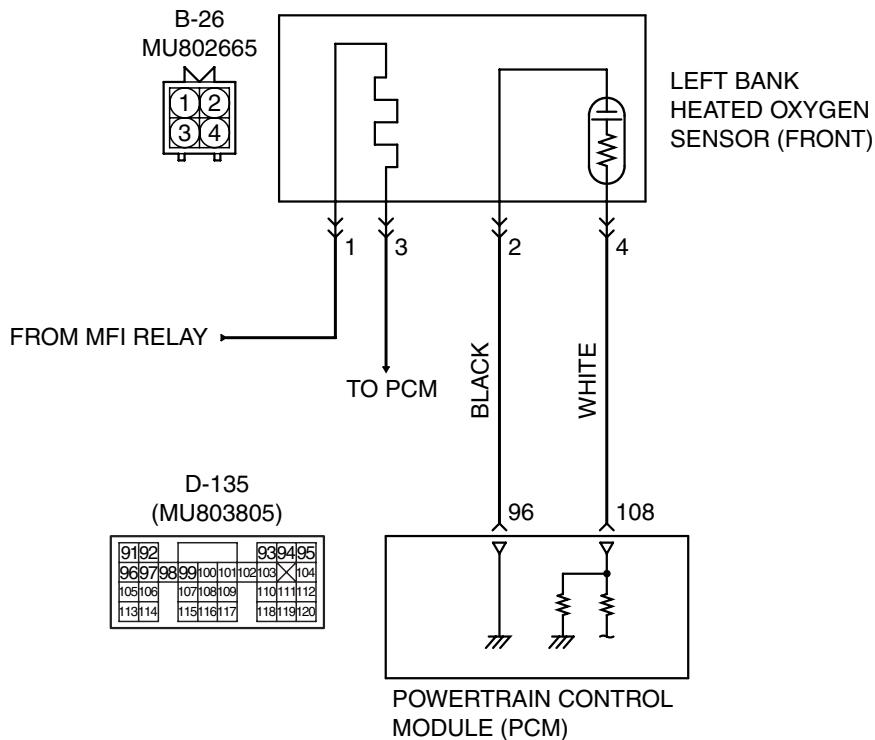 B-26
MU802665
1 2
3 4
LEFT BANK
HEATED OXYGEN
SENSOR (FRONT)
1 3 2 4
FROM MFI RELAY
TO PCM
BLACK
WHITE
D-135
(MU803805)
96 108
91 92 93 94 95
96 97 98 99 100 101 102 103 104
105 106 107 108 109 110 111 112
113 114 115 116 117 118 119 120
POWERTRAIN CONTROL
MODULE (PCM)